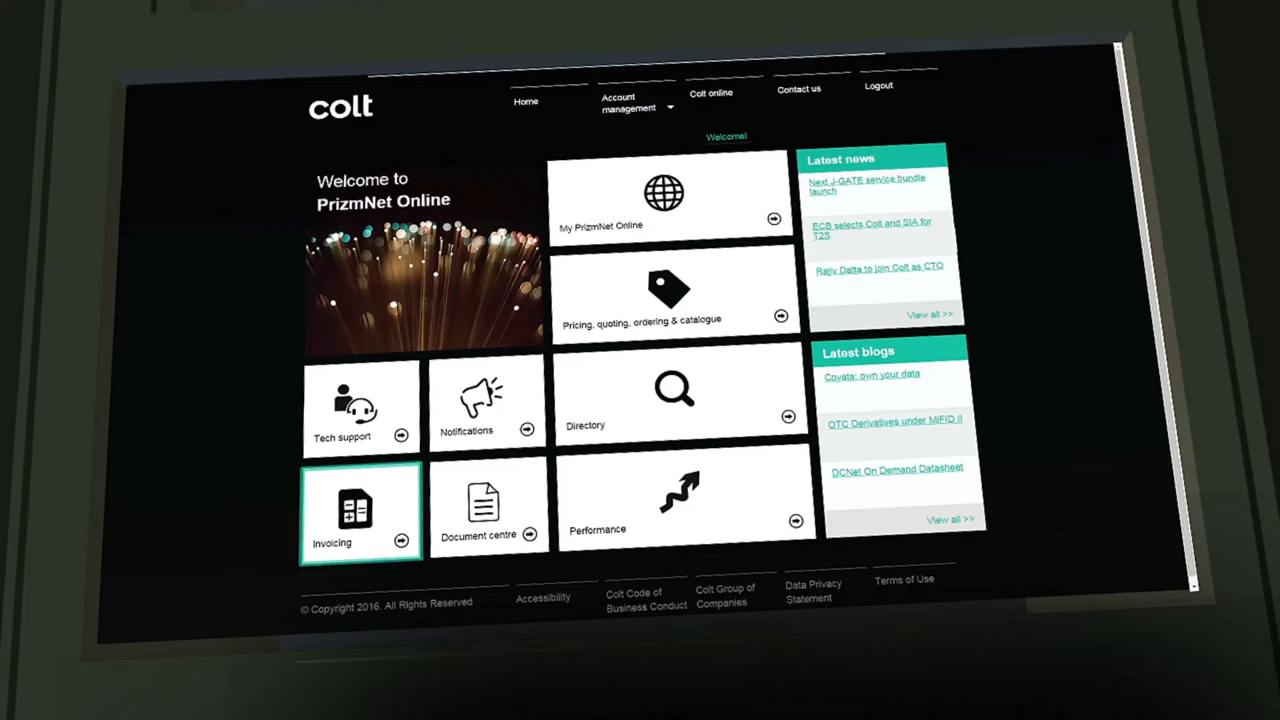 colt
Home
Account
management
Colt online
Contact us
Logout
Welcome!
Welcome to
PrizmNet Online
My PrizmNet Online
Pricing, quoting, ordering & catalogue
Directory
Performance
Tech support
Notifications
Invoicing
Document centre
Latest news
Next J-GATE service bundle
launch
ECB selects Colt and SIA for
T2S
Rajiv Datta to join Colt as CTO
View all >>
Latest blogs
Covata: own your data
OTC Derivatives under MiFID II
DCNet On Demand Datasheet
View all >>
© Copyright 2016. All Rights Reserved
Accessibility
Colt Code of
Business Conduct
Colt Group of
Companies
Data Privacy
Statement
Terms of Use